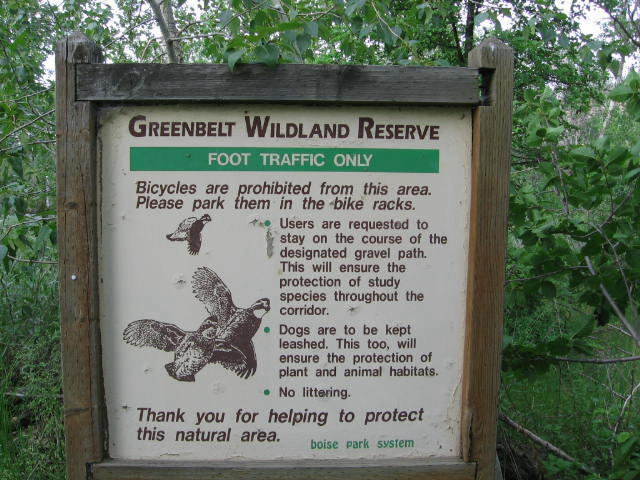 GREENBELT WILDLAND RESERVE
FOOT TRAFFIC ONLY
Bicycles are prohibited from this area.
Please park them in the bike racks.
• Users are requested to
stay on the course of the
designated gravel path.
This will ensure the
protection of study
species throughout the
corridor.
• Dogs are to be kept
leashed. This too, will
ensure the protection of
plant and animal habitats.
• No littering.
Thank you for helping to protect
this natural area.
boise park system